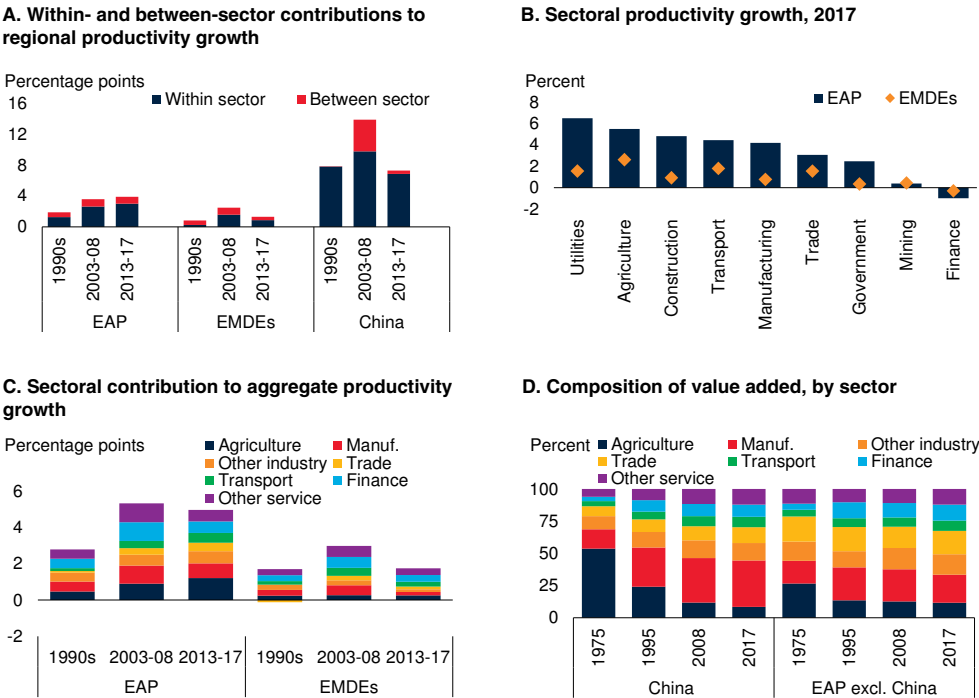 A. Within- and between-sector contributions to
regional productivity growth
Percentage points
Within sector Between sector
16
12
8
4
0
1990s 2003-08 2013-17 1990s 2003-08 2013-17 1990s 2003-08 2013-17
EAP EMDEs China
B. Sectoral productivity growth, 2017
Percent
EAP EMDEs
8
6
4
2
0
-2
Utilities Agriculture Construction Transport Manufacturing Trade Government Mining Finance
C. Sectoral contribution to aggregate productivity
growth
Percentage points
Agriculture Manuf.
Other industry Trade
Transport Finance
Other service
6
4
2
0
-2
1990s 2003-08 2013-17 1990s 2003-08 2013-17
EAP EMDEs
D. Composition of value added, by sector
Percent
Agriculture Manuf. Other industry
Trade Transport Finance
Other service
100
75
50
25
0
1975 1995 2008 2017 1975 1995 2008 2017
China EAP excl. China